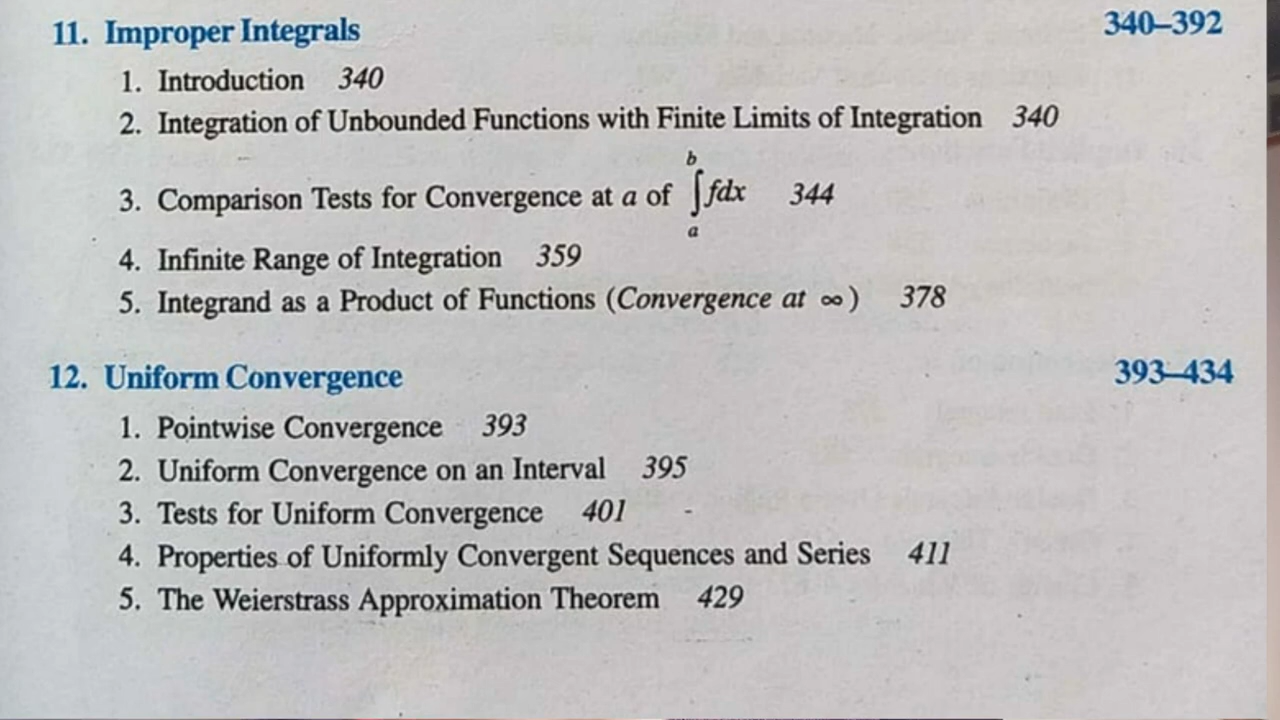 11. Improper Integrals 340–392
1. Introduction 340
2. Integration of Unbounded Functions with Finite Limits of Integration 340
3. Comparison Tests for Convergence at a of ∫_a^b fdx 344
4. Infinite Range of Integration 359
5. Integrand as a Product of Functions (Convergence at ∞) 378
12. Uniform Convergence 393–434
1. Pointwise Convergence 393
2. Uniform Convergence on an Interval 395
3. Tests for Uniform Convergence 401
4. Properties of Uniformly Convergent Sequences and Series 411
5. The Weierstrass Approximation Theorem 429